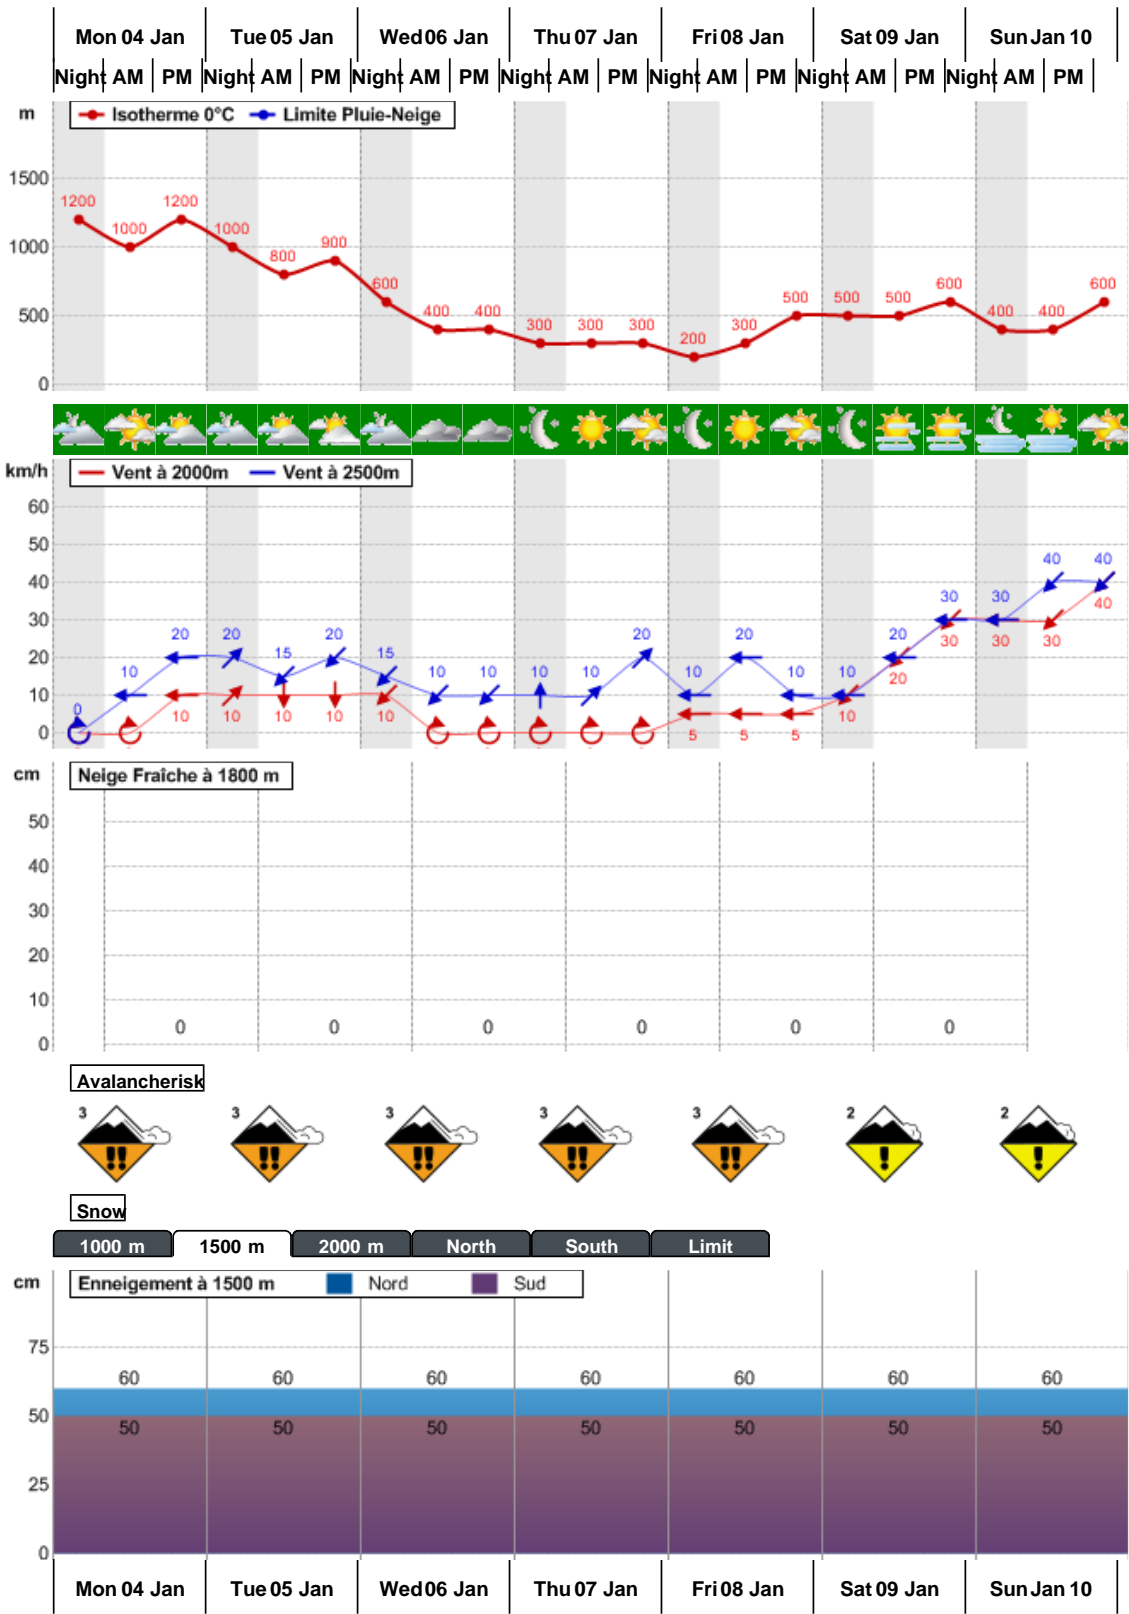 Mon 04 Jan Tue 05 Jan Wed 06 Jan Thu 07 Jan Fri 08 Jan Sat 09 Jan Sun Jan 10
Night AM PM Night AM PM Night AM PM Night AM PM Night AM PM Night AM PM Night AM PM
m Isotherme 0°C Limite Pluie-Neige
1500
1200 1000 1200 1000 800 900 600 400 400 300 300 300 200 300 500 500 500 600 400 400 600
1000
500
0
km/h Vent à 2000m Vent à 2500m
60
50
40
30
20
10
0
0 10 20 20 15 20 15 10 10 10 10 20 10 20 10 10 20 30 30 40 40
10 10 10 10 10 5 5 5 10 20 30 30 30 40
cm Neige Fraîche à 1800 m
50
40
30
20
10
0 0 0 0 0 0
0
Avalancherisk
3 3 3 3 3 2 2
Snow
1000 m 1500 m 2000 m North South Limit
cm Enneigement à 1500 m Nord Sud
75
60 60 60 60 60 60 60
50
50 50 50 50 50 50 50
25
0
Mon 04 Jan Tue 05 Jan Wed 06 Jan Thu 07 Jan Fri 08 Jan Sat 09 Jan Sun Jan 10